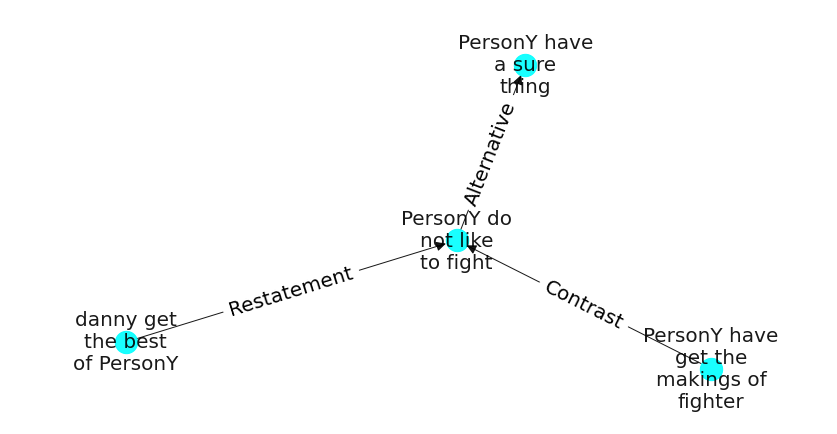 PersonY have
a sure
thing
Alternative
PersonY do
not like
to fight
Restatement
Contrast
danny get
the best
of PersonY
PersonY have
get the
makings of
fighter